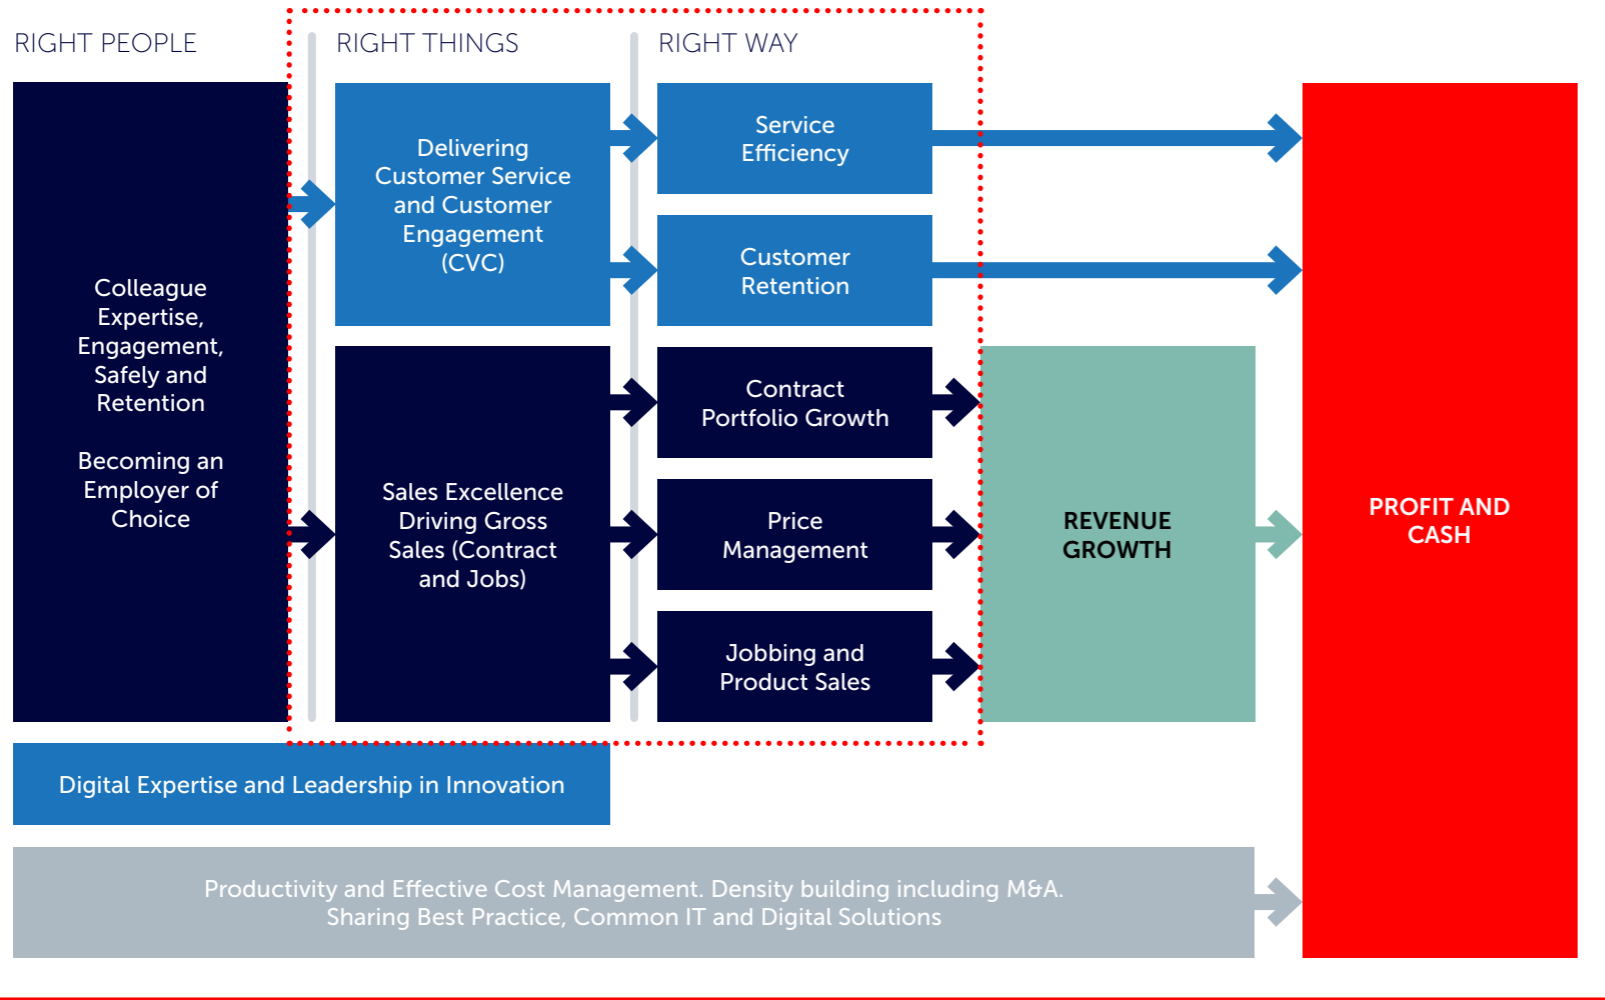 RIGHT PEOPLE
RIGHT THINGS
RIGHT WAY
Colleague
Expertise,
Engagement,
Safely and
Retention
Becoming an
Employer of
Choice
Delivering
Customer Service
and Customer
Engagement
(CVC)
Sales Excellence
Driving Gross
Sales (Contract
and Jobs)
Service
Efficiency
Customer
Retention
Contract
Portfolio Growth
Price
Management
Jobbing and
Product Sales
REVENUE
GROWTH
PROFIT AND
CASH
Digital Expertise and Leadership in Innovation
Productivity and Effective Cost Management. Density building including M&A.
Sharing Best Practice, Common IT and Digital Solutions